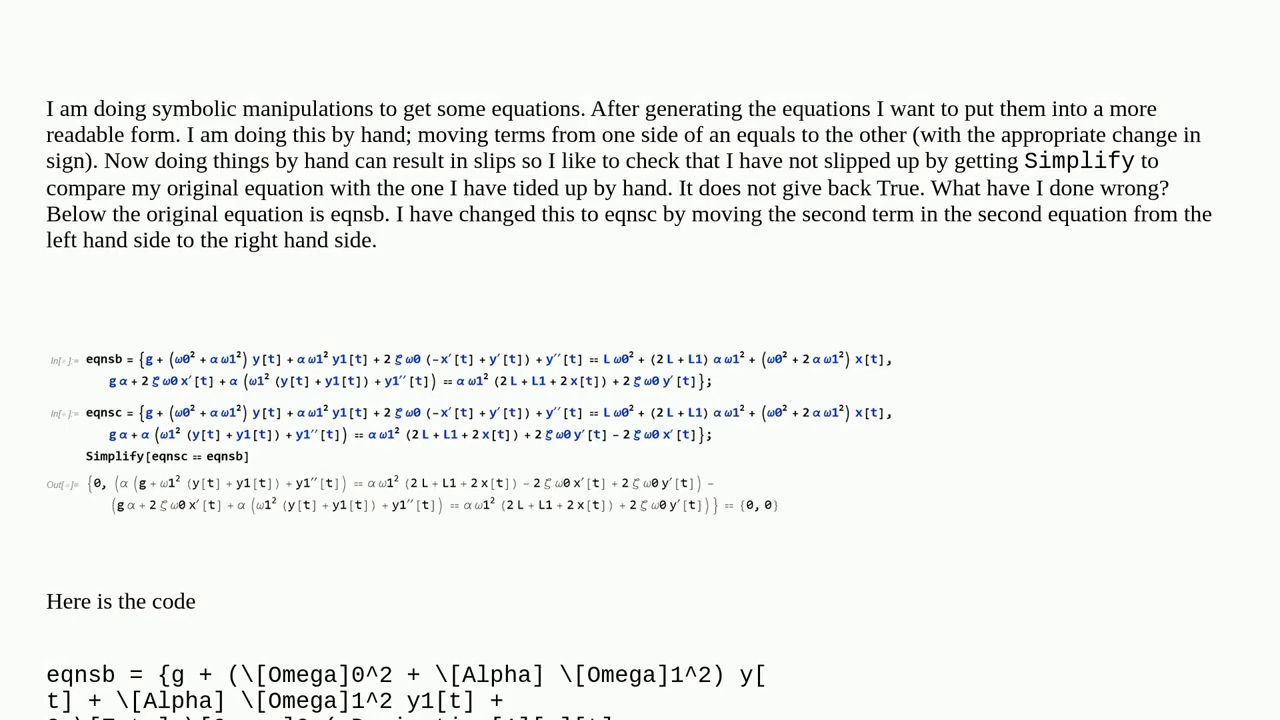 I am doing symbolic manipulations to get some equations. After generating the equations I want to put them into a more
readable form. I am doing this by hand; moving terms from one side of an equals to the other (with the appropriate change in
sign). Now doing things by hand can result in slips so I like to check that I have not slipped up by getting Simplify to
compare my original equation with the one I have tided up by hand. It does not give back True. What have I done wrong?
Below the original equation is eqnsb. I have changed this to eqnsc by moving the second term in the second equation from the
left hand side to the right hand side.
In[◦]:= eqnsb = {g + (ω0² + α ω1²) y[t] + α ω1² y1[t] + 2 ζ ω0 (-x′[t] + y′[t]) + y′′[t] == L ω0² + (2 L + L1) α ω1² + (ω0² + 2 α ω1²) x[t],
g α + 2 ζ ω0 x′[t] + α (ω1² (y[t] + y1[t]) + y1′′[t]) == α ω1² (2 L + L1 + 2 x[t]) + 2 ζ ω0 y′[t]};
In[◦]:= eqnsc = {g + (ω0² + α ω1²) y[t] + α ω1² y1[t] + 2 ζ ω0 (-x′[t] + y′[t]) + y′′[t] == L ω0² + (2 L + L1) α ω1² + (ω0² + 2 α ω1²) x[t],
g α + α (ω1² (y[t] + y1[t]) + y1′′[t]) == α ω1² (2 L + L1 + 2 x[t]) + 2 ζ ω0 y′[t] - 2 ζ ω0 x′[t]};
Simplify[eqnsc == eqnsb]
Out[◦]= {0, (α (g + ω1² (y[t] + y1[t]) + y1′′[t]) == α ω1² (2 L + L1 + 2 x[t]) - 2 ζ ω0 x′[t] + 2 ζ ω0 y′[t]) -
(g α + 2 ζ ω0 x′[t] + α (ω1² (y[t] + y1[t]) + y1′′[t]) == α ω1² (2 L + L1 + 2 x[t]) + 2 ζ ω0 y′[t])} == {0, 0}
Here is the code
eqnsb = {g + (\[Omega]0^2 + \[Alpha] \[Omega]1^2) y[
t] + \[Alpha] \[Omega]1^2 y1[t] +